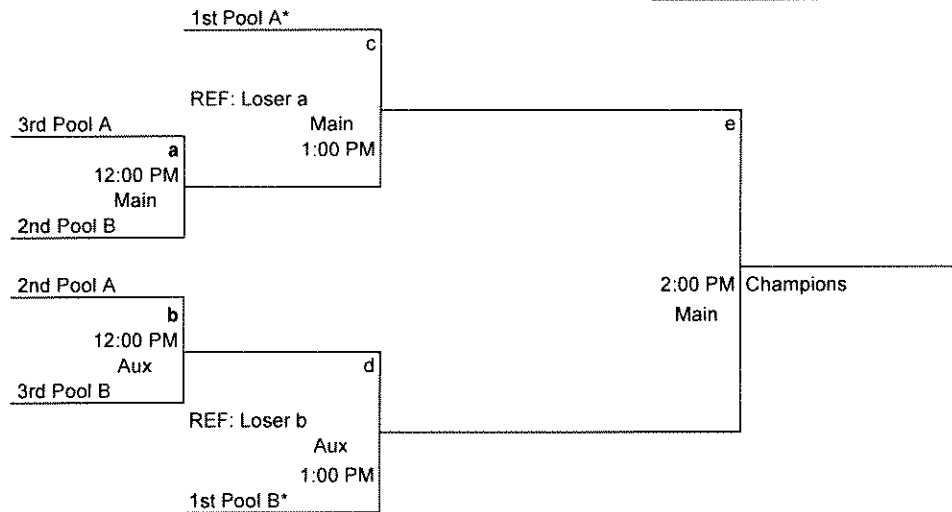 1st Pool A*
c
REF: Loser a
Main
1:00 PM
3rd Pool A
a
12:00 PM
Main
2nd Pool B
e
2:00 PM
Main
Champions
2nd Pool A
b
12:00 PM
Aux
3rd Pool B
d
REF: Loser b
Aux
1:00 PM
1st Pool B*